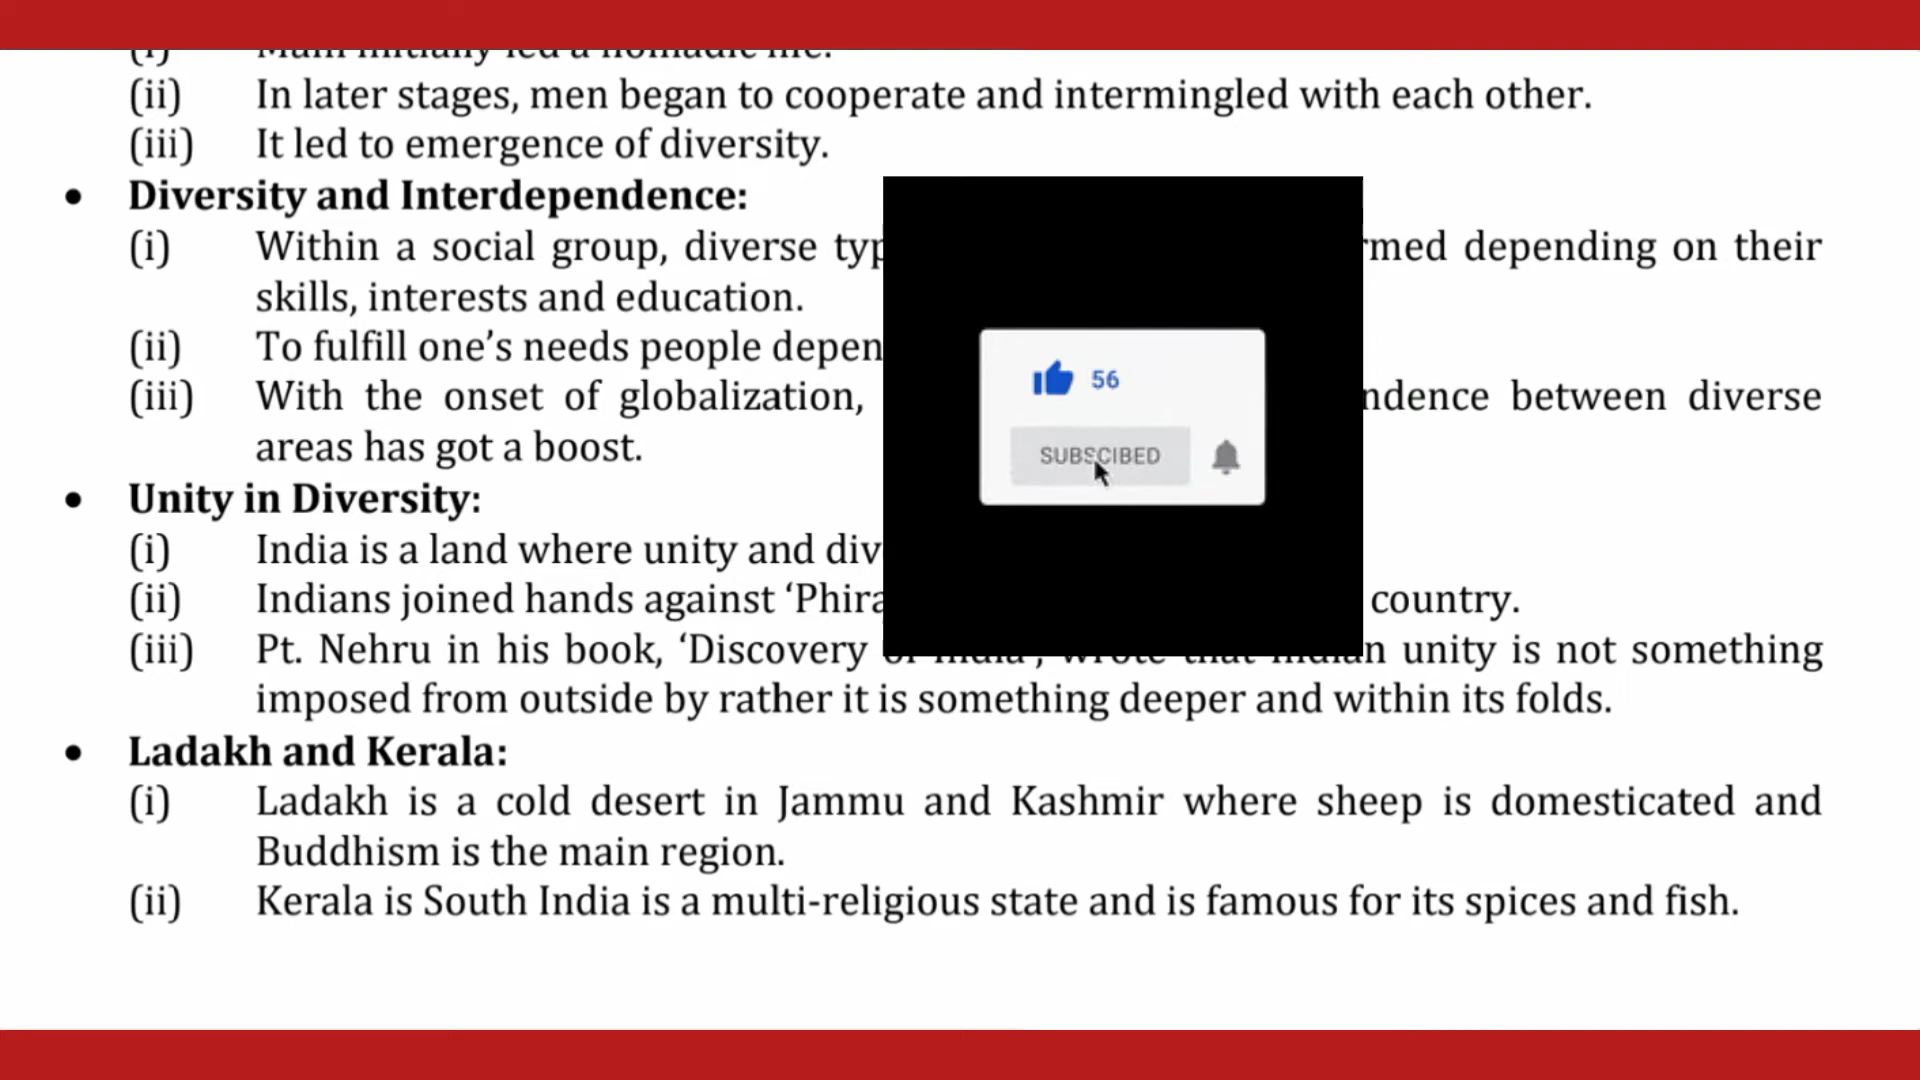 (ii) In later stages, men began to cooperate and intermingled with each other.
(iii) It led to emergence of diversity.
• Diversity and Interdependence:
(i) Within a social group, diverse depending on their
skills, interests and education.
(ii) To fulfill one’s needs people
(iii) With the onset of globalization, between diverse
areas has got a boost.
• Unity in Diversity:
(i) India is a land where unity and
(ii) Indians joined hands against country.
(iii) Pt. Nehru in his book, ‘Discovery of India’, wrote that Indian unity is not something
imposed from outside by rather it is something deeper and within its folds.
• Ladakh and Kerala:
(i) Ladakh is a cold desert in Jammu and Kashmir where sheep is domesticated and
Buddhism is the main region.
(ii) Kerala is South India is a multi-religious state and is famous for its spices and fish.
56
SUBSCIBED